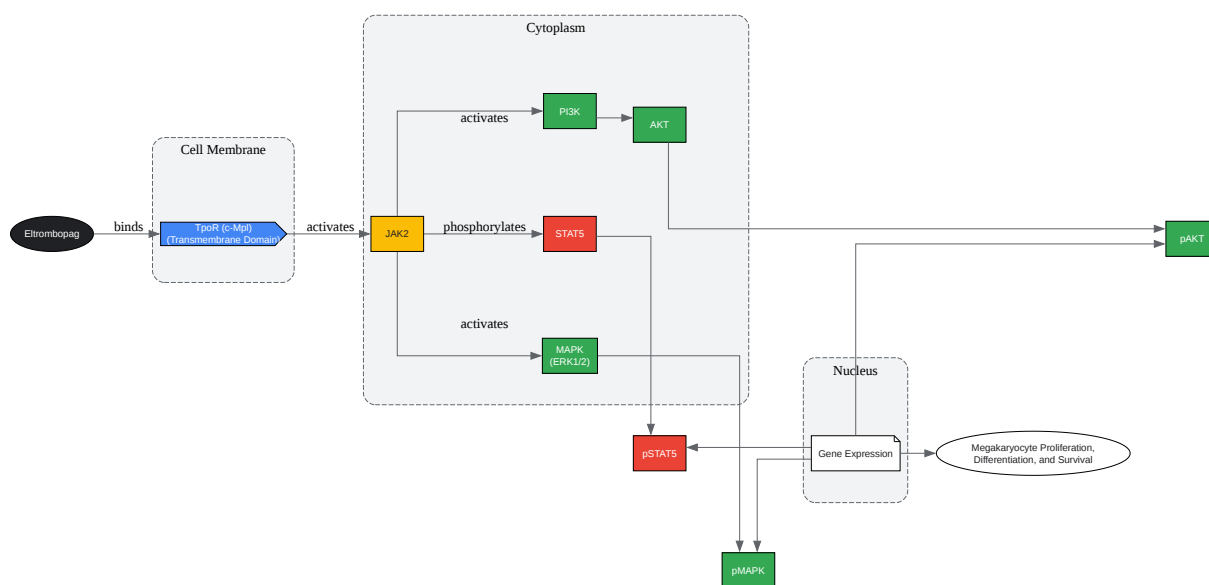 Cytoplasm
PI3K
activates
AKT
Cell Membrane
Eltrombopag
binds
TpoR (c-Mpl)
(Transmembrane Domain)
activates
JAK2
phosphorylates
STAT5
pAKT
activates
MAPK
(ERK1/2)
Nucleus
pSTAT5
Gene Expression
Megakaryocyte Proliferation,
Differentiation, and Survival
pMAPK